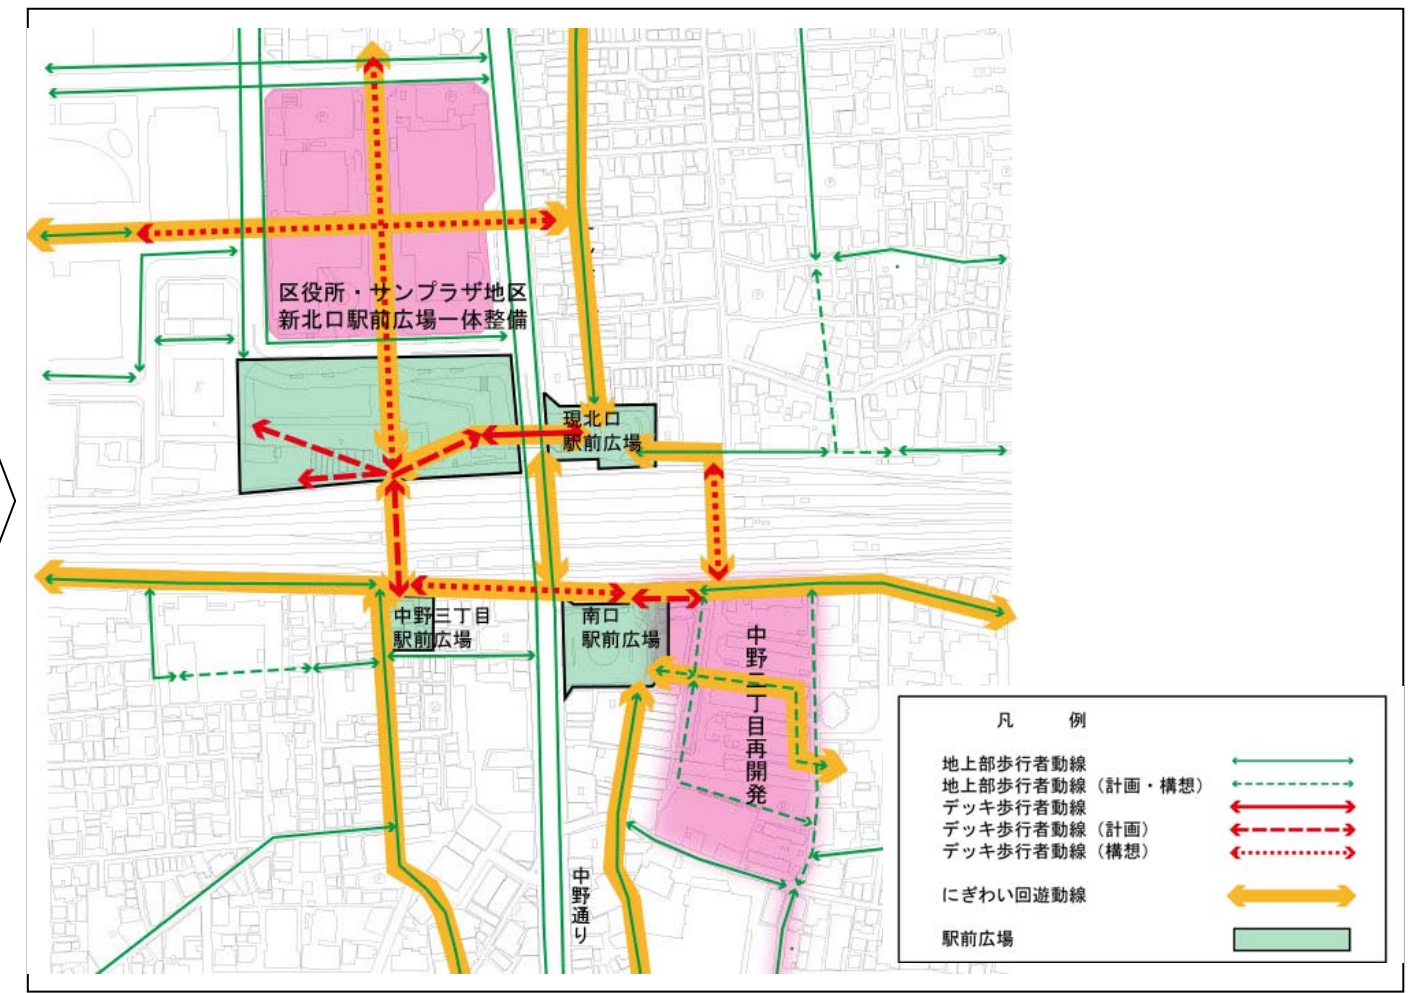 区役所・サンプラザ地区
新北口駅前広場一体整備
現北口
駅前広場
中野三丁目
駅前広場
南口
駅前広場
中野二丁目再開発
中野通り
凡　例
地上部歩行者動線
地上部歩行者動線（計画・構想）
デッキ歩行者動線
デッキ歩行者動線（計画）
デッキ歩行者動線（構想）
にぎわい回遊動線
駅前広場